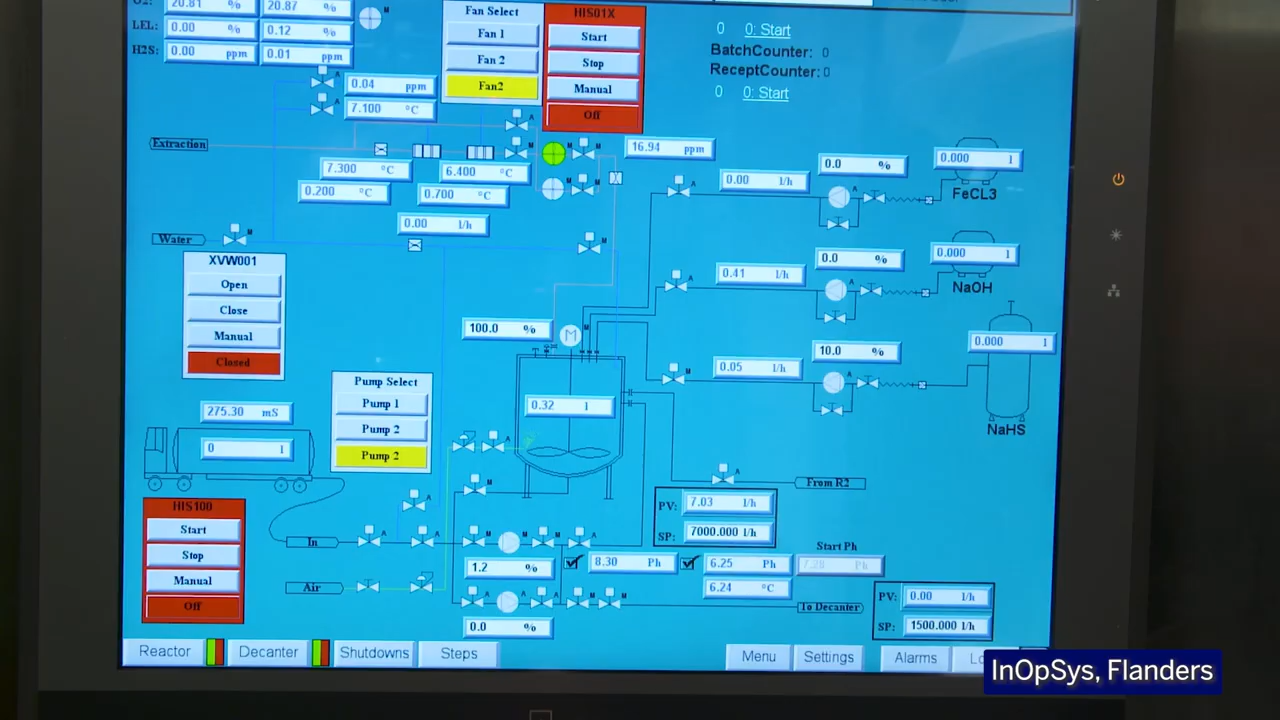 O2: 20.81 % 20.87 %
LEL: 0.00 % 0.12 %
H2S: 0.00 ppm 0.01 ppm
Fan Select
Fan 1
Fan 2
Fan2
HIS01X
Start
Stop
Manual
Off
0 0: Start
BatchCounter: 0
ReceptCounter: 0
0 0: Start
0.04 ppm
7.100 °C
Extraction
7.300 °C
6.400 °C
0.200 °C
0.700 °C
0.00 l/h
16.94 ppm
A
M
0.00 l/h
0.0 %
0.000 l
FeCL3
Water
XVW001
Open
Close
Manual
Closed
0.41 l/h
0.0 %
0.000 l
NaOH
100.0 %
M
0.32 l
0.05 l/h
10.0 %
0.000 l
NaHS
Pump Select
Pump 1
Pump 2
Pump 2
275.30 mS
0 l
HIS100
Start
Stop
Manual
Off
In
Air
From R2
PV: 7.03 l/h
SP: 7000.000 l/h
1.2 %
8.30 Ph
6.25 Ph
Start Ph
7.28 Ph
6.24 °C
0.0 %
To Decanter
PV: 0.00 l/h
SP: 1500.000 l/h
Reactor
Decanter
Shutdowns
Steps
Menu
Settings
Alarms
InOpSys, Flanders